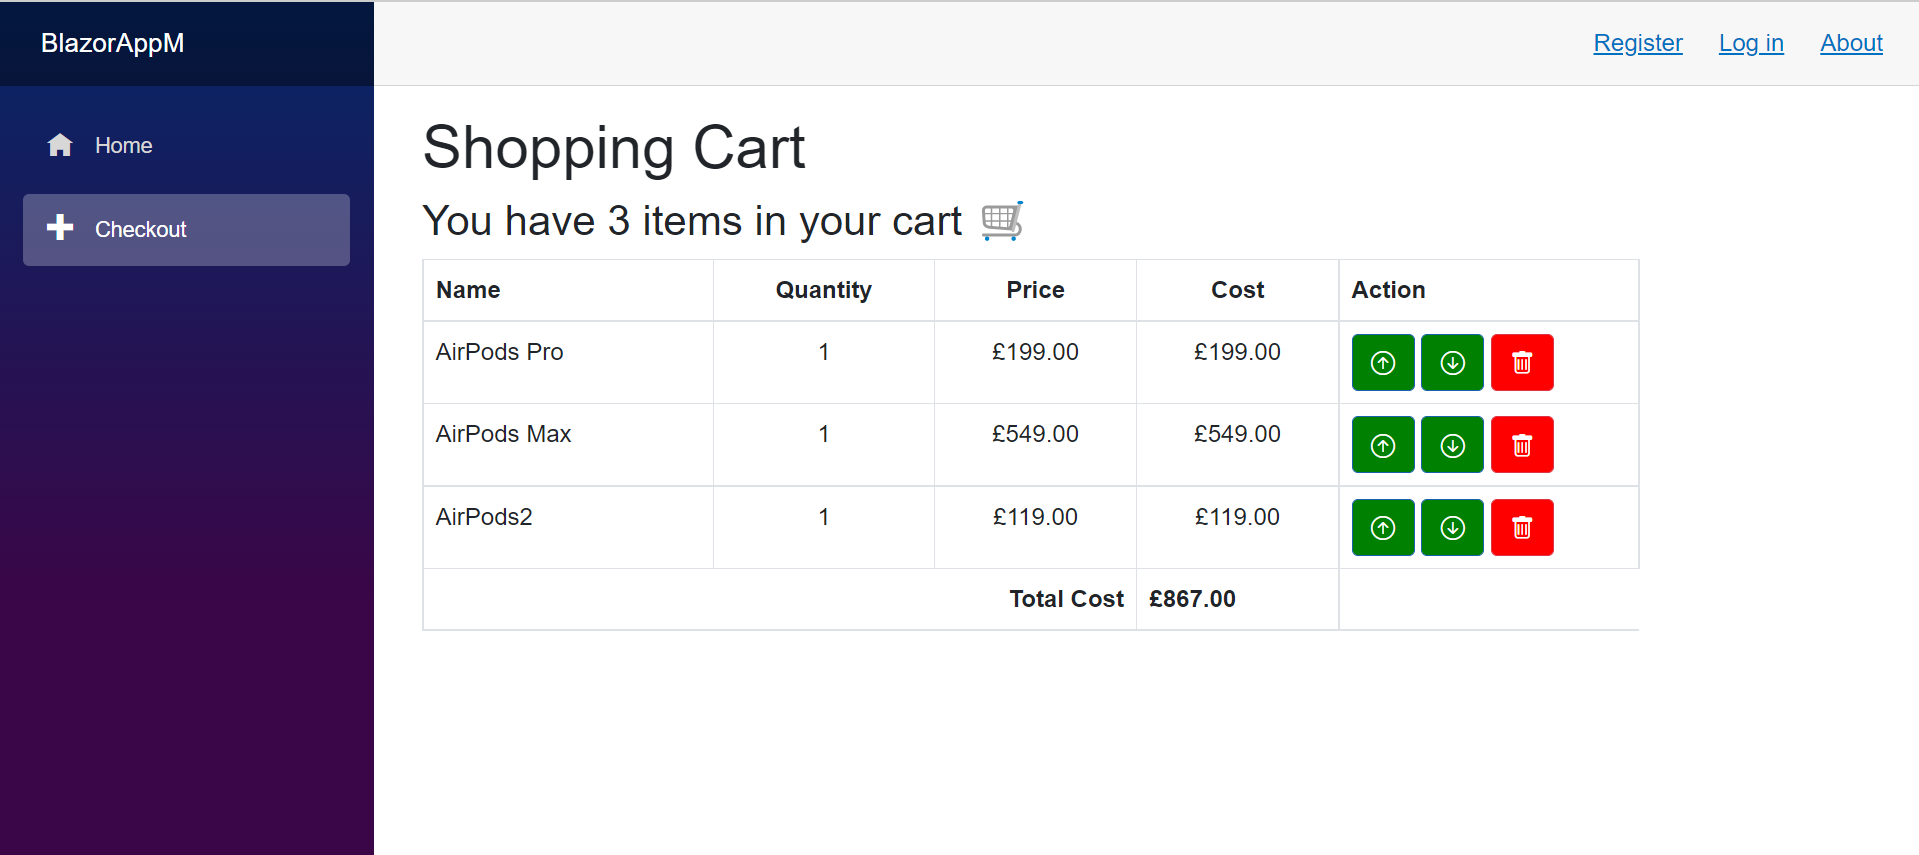 BlazorAppM
Register Log in About
Home
Checkout
Shopping Cart
You have 3 items in your cart
Name Quantity Price Cost Action
AirPods Pro 1 £199.00 £199.00
AirPods Max 1 £549.00 £549.00
AirPods2 1 £119.00 £119.00
Total Cost £867.00